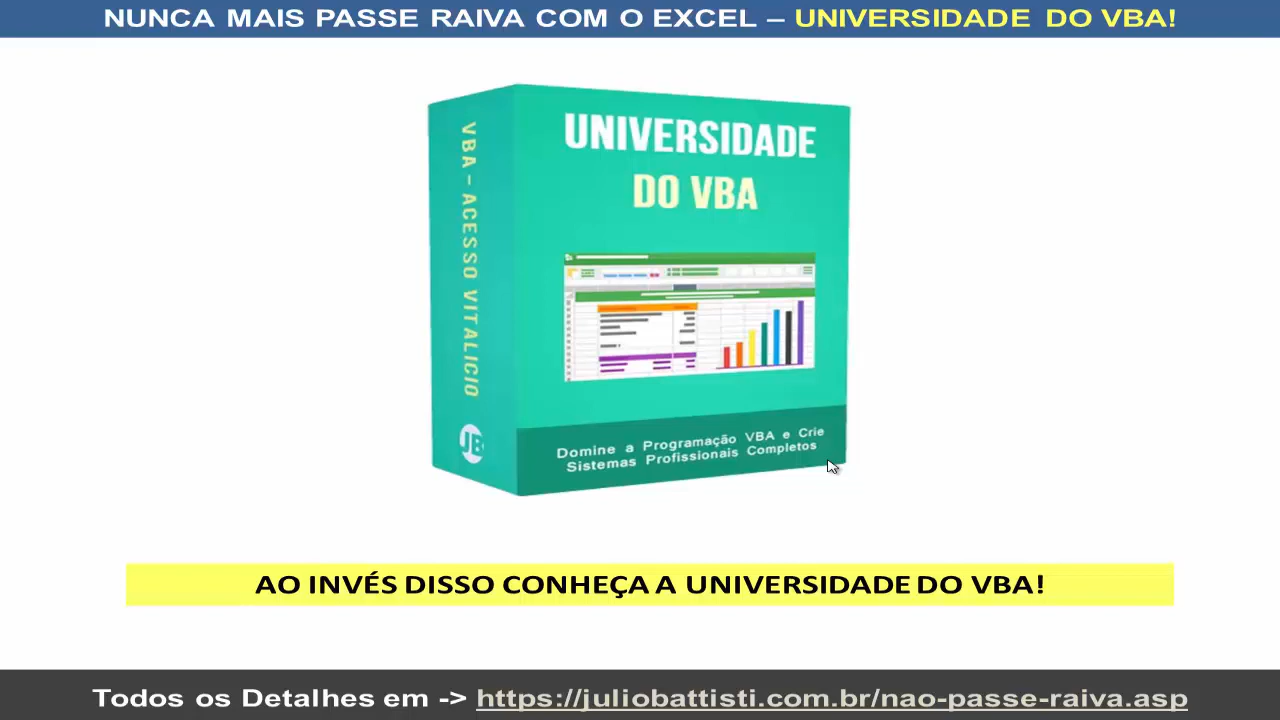 NUNCA MAIS PASSE RAIVA COM O EXCEL – UNIVERSIDADE DO VBA!
UNIVERSIDADE
DO VBA
VBA – ACESSO VITALICIO
JB
Domine a Programação VBA e Crie
Sistemas Profissionais Completos
AO INVÉS DISSO CONHEÇA A UNIVERSIDADE DO VBA!
Todos os Detalhes em -> https://juliobattisti.com.br/nao-passe-raiva.asp